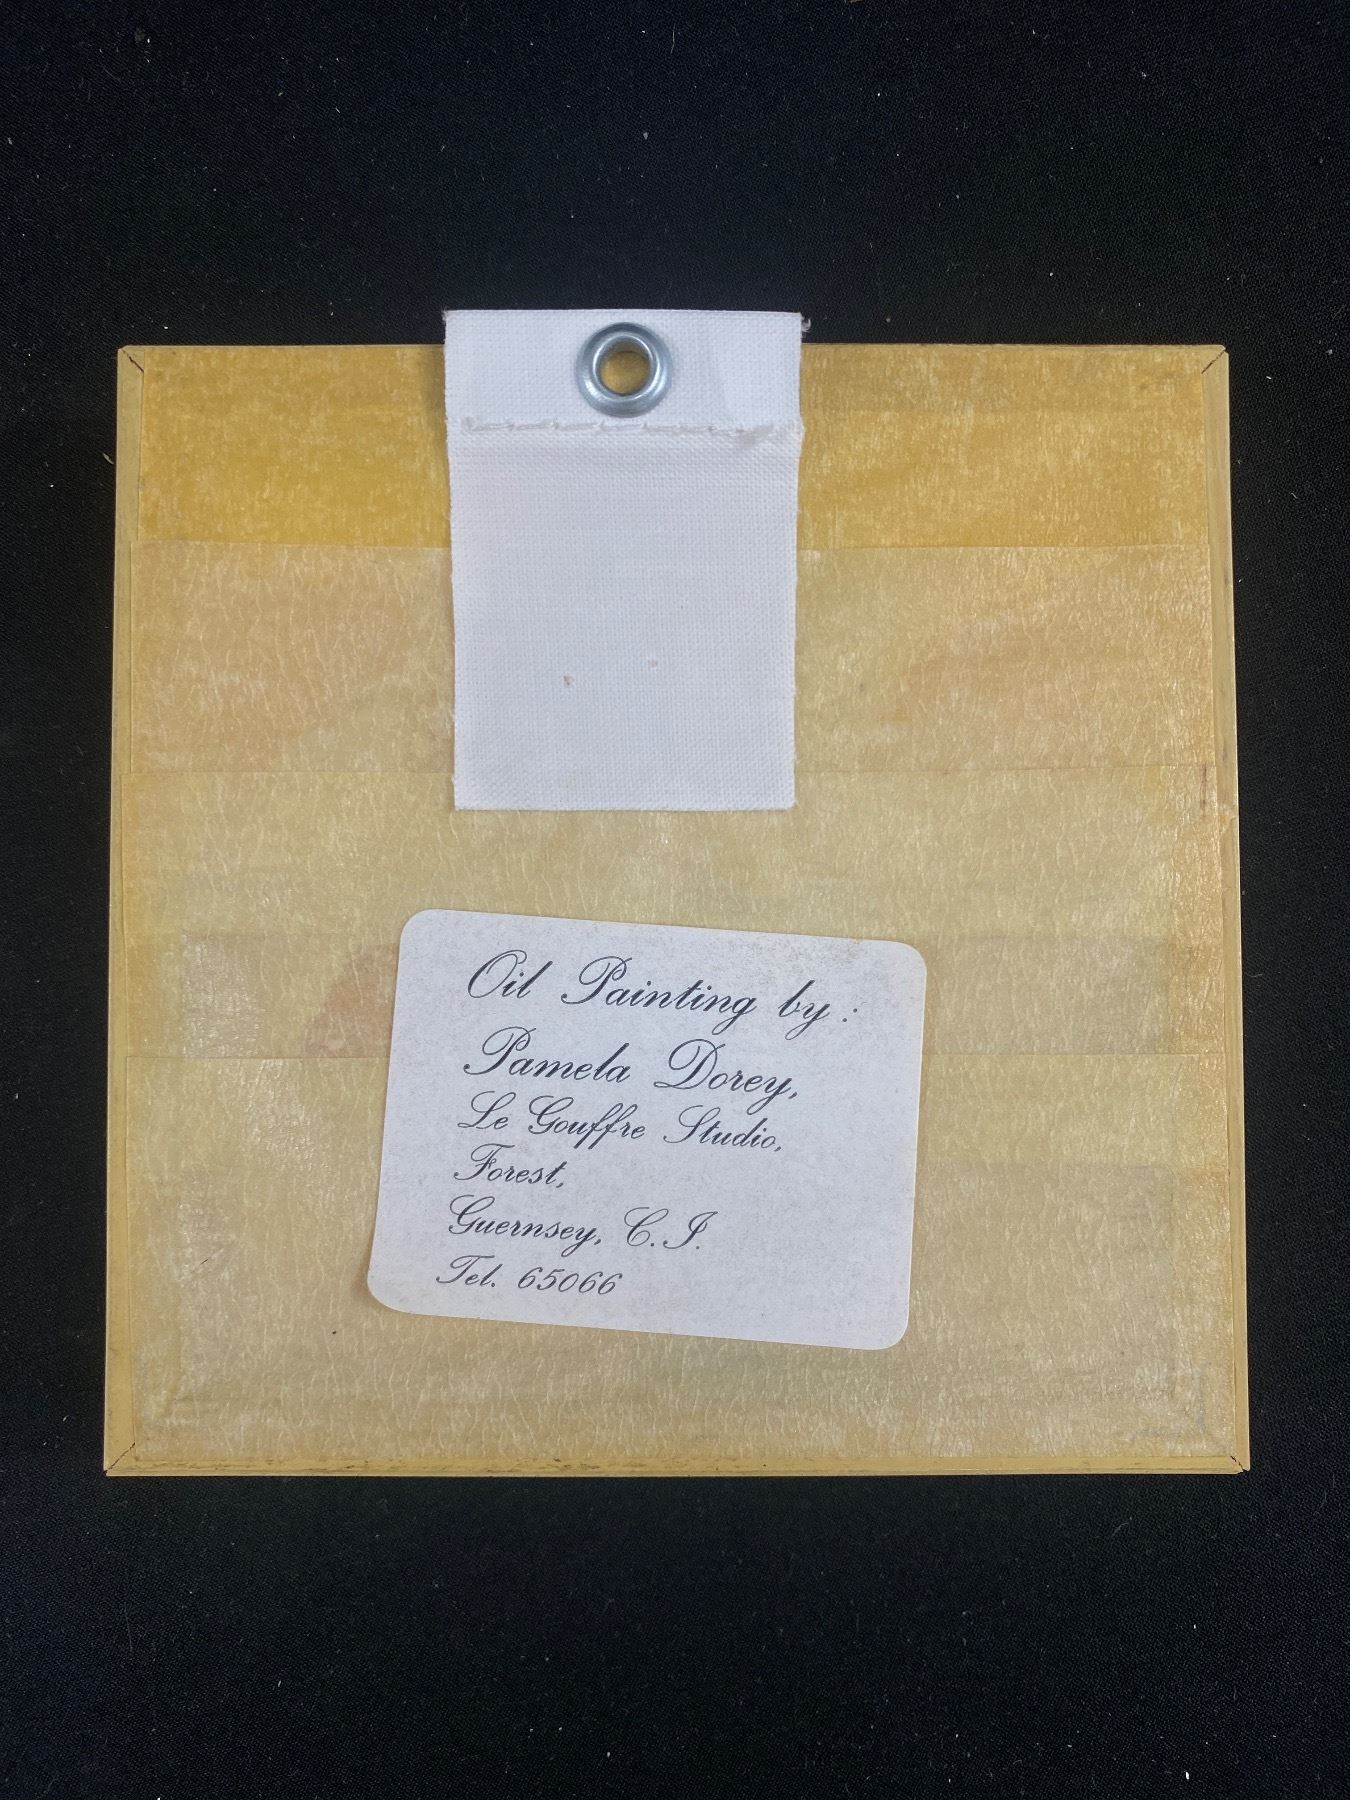 Oil Painting by :
Pamela Dorey,
Le Gouffre Studio,
Forest,
Guernsey, C.I.
Tel. 65066